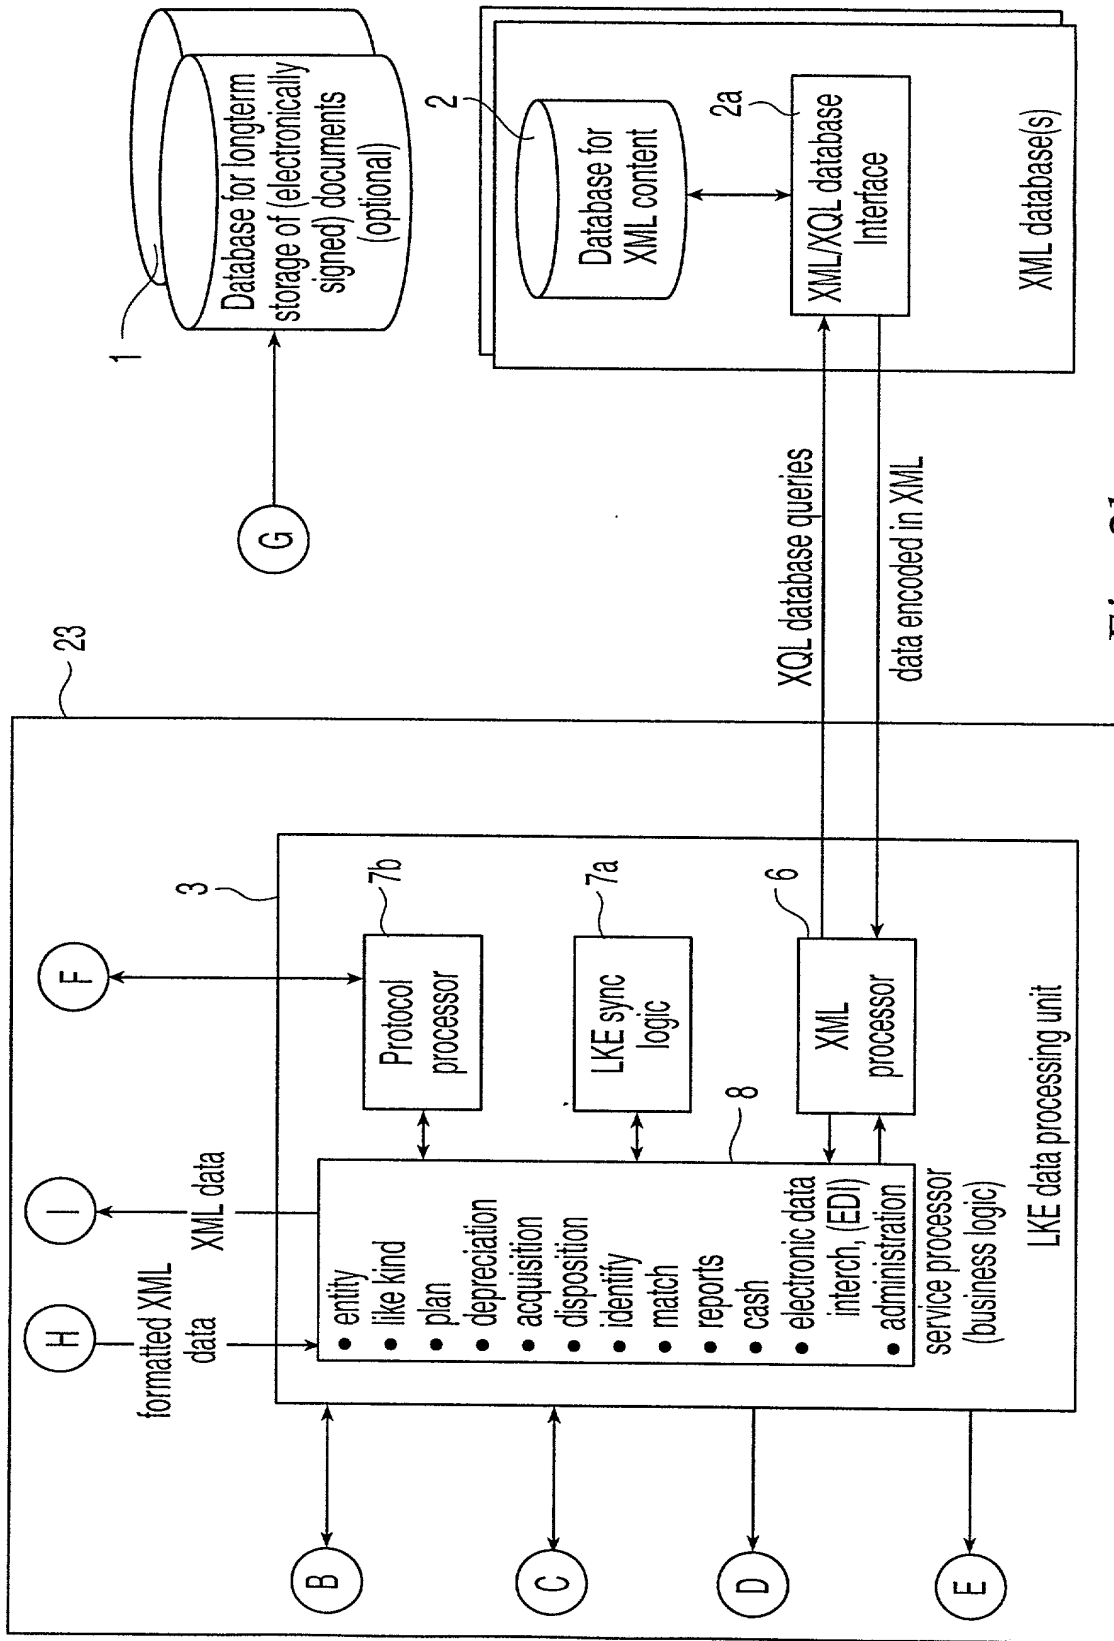 23
H
formatted XML
data
I
XML data
F
B
C
D
E
3
• entity
• like kind
• plan
• depreciation
• acquisition
• disposition
• identify
• match
• reports
• cash
• electronic data
interch, (EDI)
• administration
service processor
(business logic)
8
Protocol
processor
7b
LKE sync
logic
7a
XML
processor
6
LKE data processing unit
XQL database queries
data encoded in XML
G
1
Database for longterm
storage of (electronically
signed) documents
(optional)
2
Database for
XML content
2a
XML/XQL database
Interface
XML database(s)